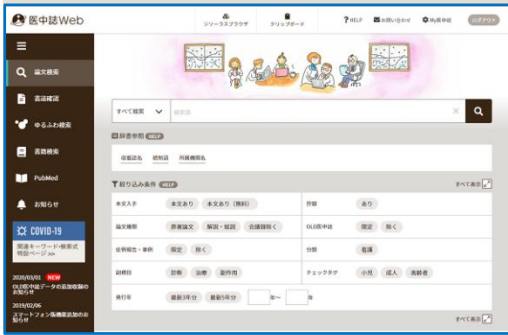 医中誌Web
シソーラスブラウザ
クリップボード
? HELP
お問い合わせ
My医中誌
ログアウト
論文検索
書誌確認
ゆるふわ検索
書籍検索
PubMed
お知らせ
COVID-19
関連キーワード・検索式
特設ページ >>
2020/03/01 NEW
OLD医中誌データの追加収録の
お知らせ
2019/02/06
スマートフォン版機能追加のお
知らせ
すべて検索
検索語
辞書参照 HELP
収載誌名 統制語 所属機関名
絞り込み条件 HELP
すべて表示
本文入手 本文あり 本文あり (無料)
抄録 あり
論文種類 原著論文 解説・総説 会議録除く
OLD医中誌 限定 除く
症例報告・事例 限定 除く
分類 看護
副標目 診断 治療 副作用
チェックタグ 小児 成人 高齢者
発行年 最新3年分 最新5年分 年～ 年
すべて表示